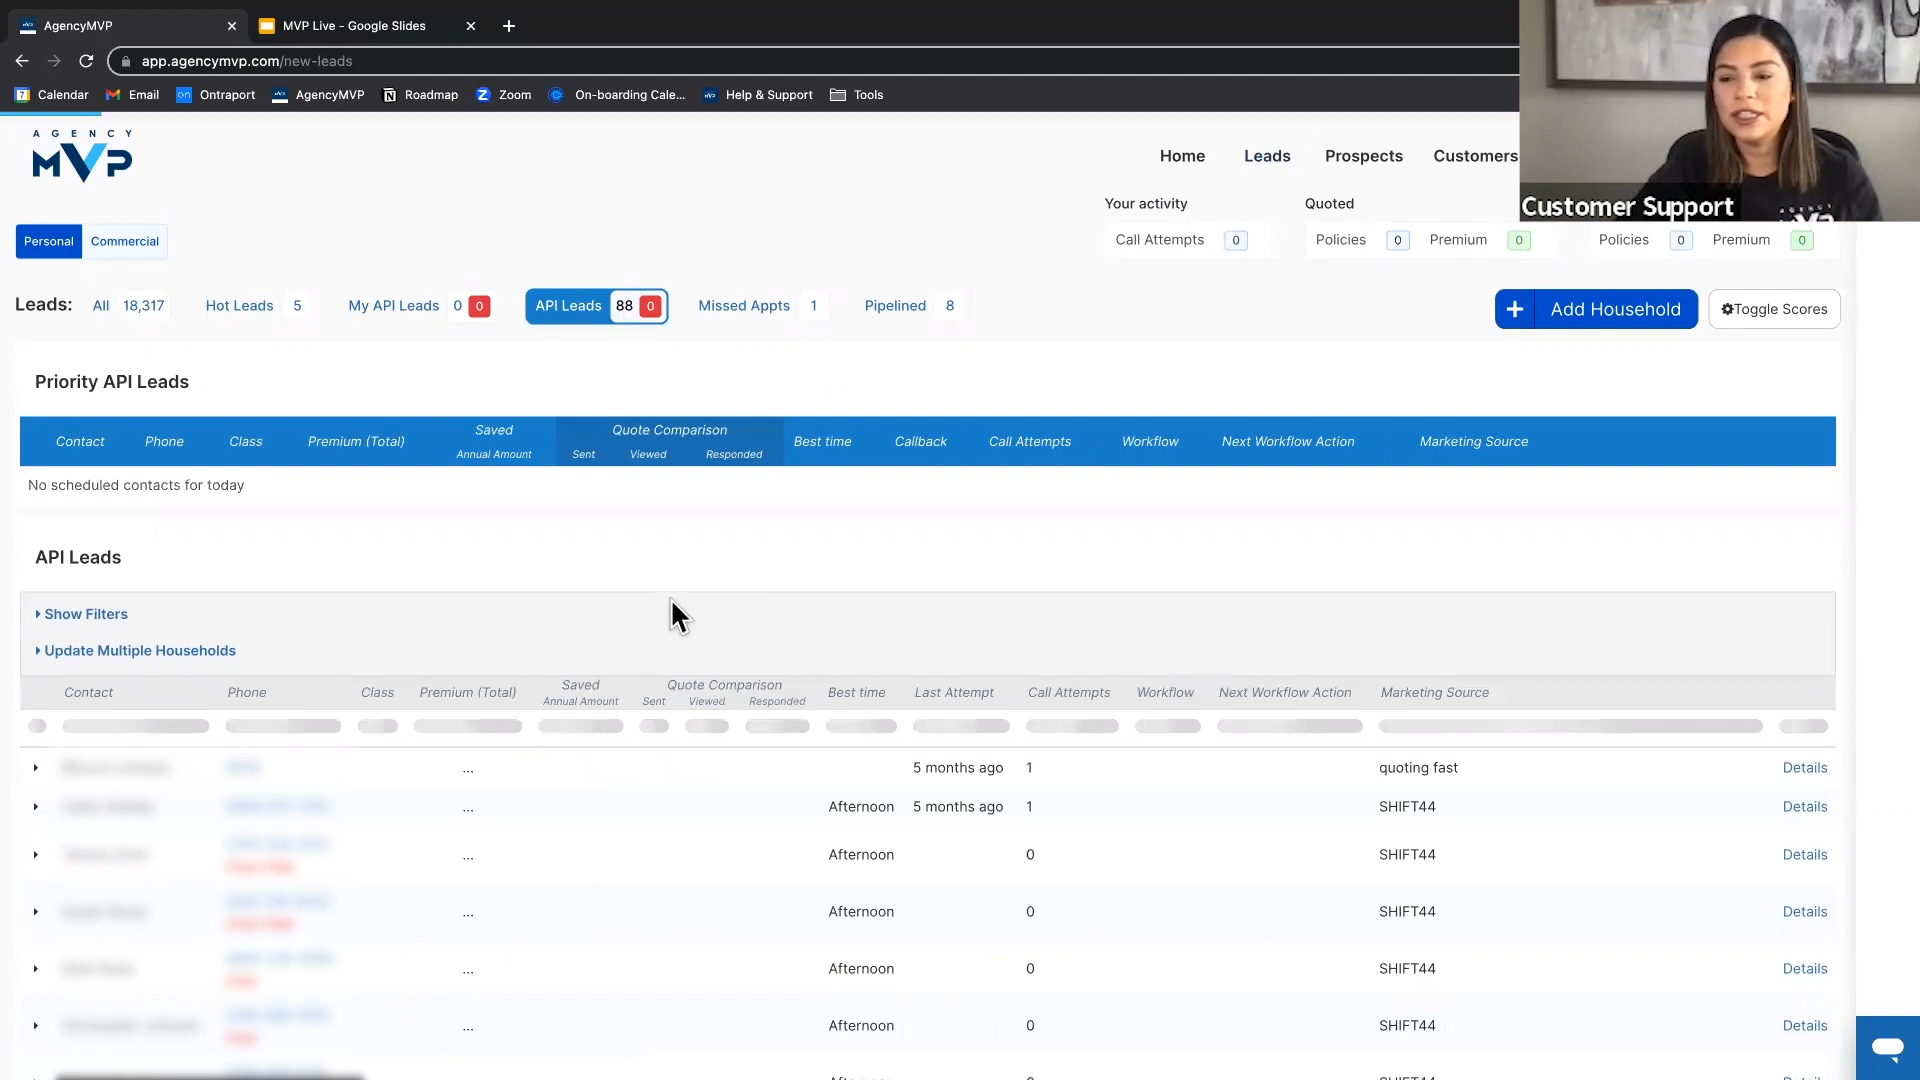 AgencyMVP
MVP Live - Google Slides
app.agencymvp.com/new-leads
Calendar
Email
Ontraport
AgencyMVP
Roadmap
Zoom
On-boarding Cale...
Help & Support
Tools
AGENCY
MVP
Home
Leads
Prospects
Customers
Customer Support
Your activity
Quoted
Call Attempts 0
Policies 0 Premium 0
Policies 0 Premium 0
Personal
Commercial
Leads:
All 18,317
Hot Leads 5
My API Leads 0 0
API Leads 88 0
Missed Appts 1
Pipelined 8
+ Add Household
Toggle Scores
Priority API Leads
Contact
Phone
Class
Premium (Total)
Saved
Annual Amount
Quote Comparison
Sent Viewed Responded
Best time
Callback
Call Attempts
Workflow
Next Workflow Action
Marketing Source
No scheduled contacts for today
API Leads
Show Filters
Update Multiple Households
Contact
Phone
Class
Premium (Total)
Saved
Annual Amount
Quote Comparison
Sent Viewed Responded
Best time
Last Attempt
Call Attempts
Workflow
Next Workflow Action
Marketing Source
... 5 months ago 1 quoting fast Details
... Afternoon 5 months ago 1 SHIFT44 Details
... Afternoon 0 SHIFT44 Details
... Afternoon 0 SHIFT44 Details
... Afternoon 0 SHIFT44 Details
... Afternoon 0 SHIFT44 Details